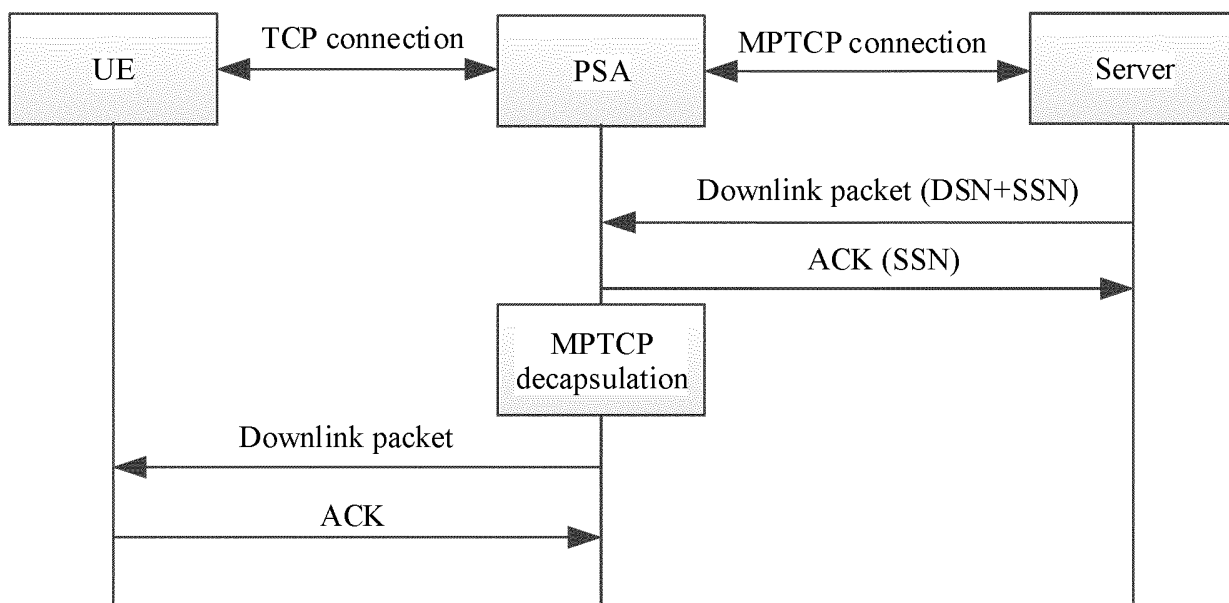 TCP connection
MPTCP connection
UE
PSA
Server
Downlink packet (DSN+SSN)
ACK (SSN)
MPTCP
decapsulation
Downlink packet
ACK